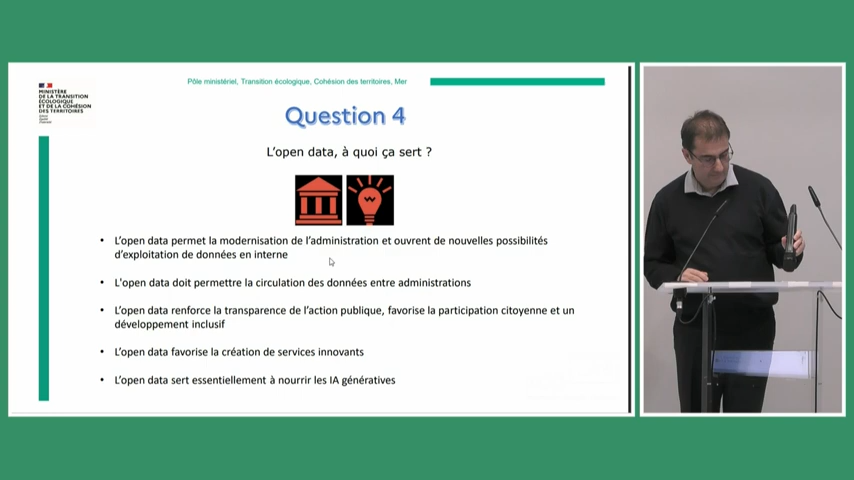 Pôle ministériel, Transition écologique, Cohésion des territoires, Mer
MINISTÈRE
DE LA TRANSITION
ÉCOLOGIQUE
ET DE LA COHÉSION
DES TERRITOIRES
Question 4
L'open data, à quoi ça sert ?
• L'open data permet la modernisation de l'administration et ouvrent de nouvelles possibilités
d'exploitation de données en interne
• L'open data doit permettre la circulation des données entre administrations
• L'open data renforce la transparence de l'action publique, favorise la participation citoyenne et un
développement inclusif
• L'open data favorise la création de services innovants
• L'open data sert essentiellement à nourrir les IA génératives